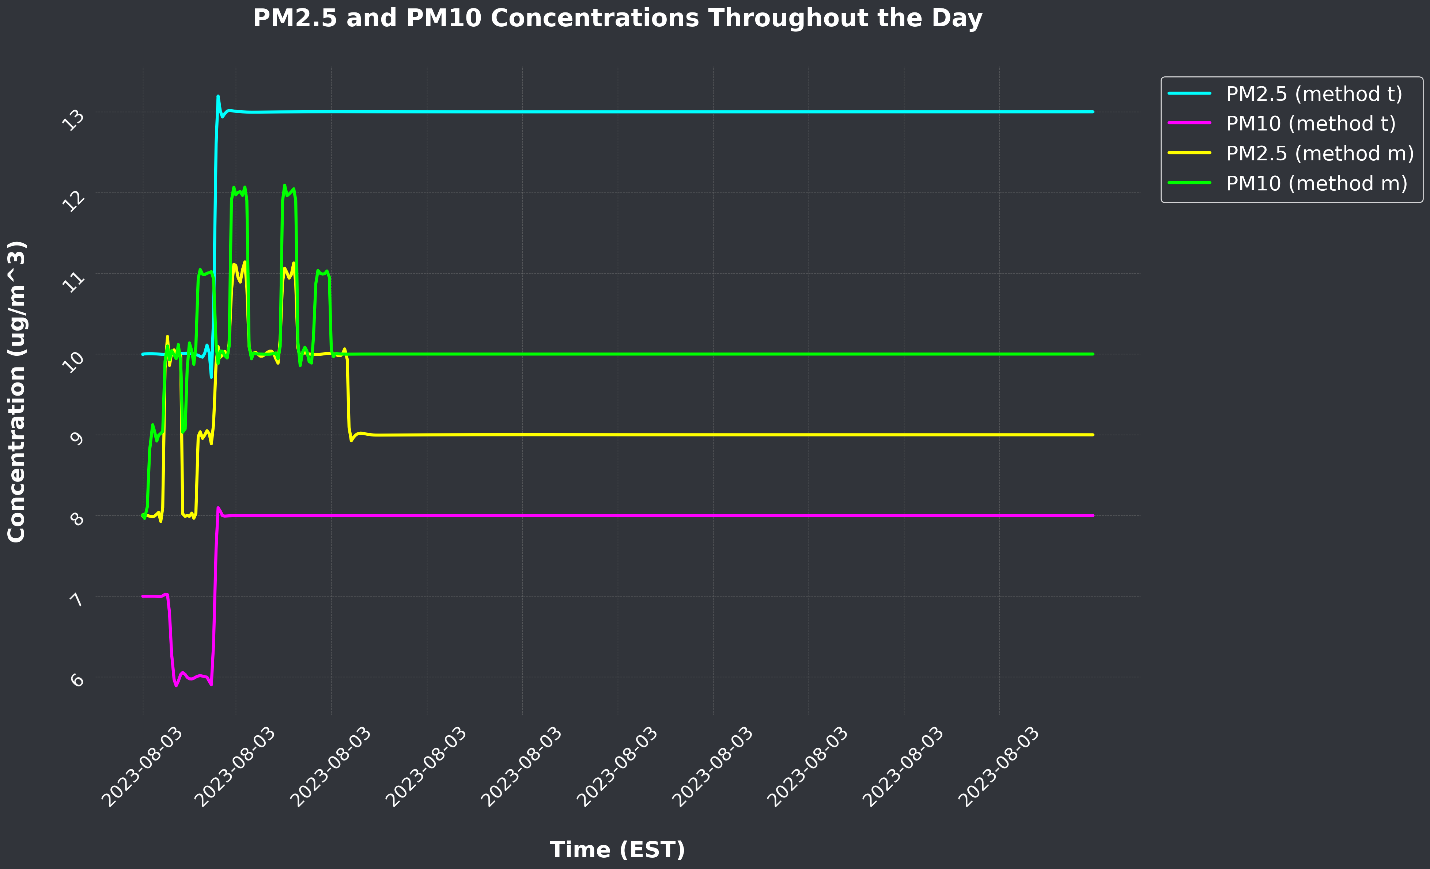 PM2.5 and PM10 Concentrations Throughout the Day
PM2.5 (method t)
PM10 (method t)
PM2.5 (method m)
PM10 (method m)
Concentration (ug/m^3)
13
12
11
10
9
8
7
6
2023-08-03
2023-08-03
2023-08-03
2023-08-03
2023-08-03
2023-08-03
2023-08-03
2023-08-03
2023-08-03
2023-08-03
Time (EST)